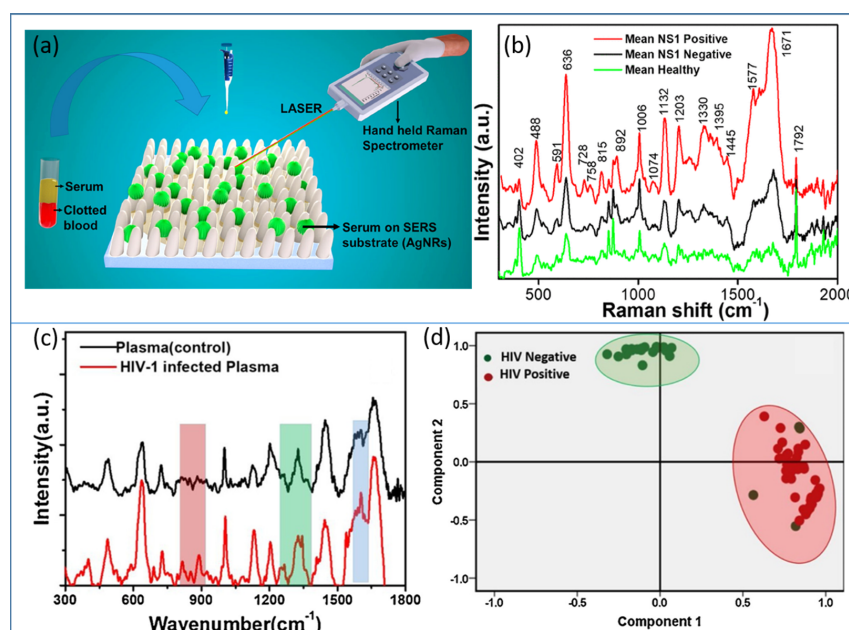 (a)
LASER
Hand held Raman
Spectrometer
Serum
Clotted
blood
Serum on SERS
substrate (AgNRs)
(b)
Mean NS1 Positive
Mean NS1 Negative
Mean Healthy
402
488
591
636
728
758
815
892
1006
1074
1132
1203
1330
1395
1445
1577
1671
1792
Intensity (a.u.)
500
1000
1500
2000
Raman shift (cm-1)
(c)
Plasma(control)
HIV-1 infected Plasma
Intensity(a.u.)
300
600
900
1200
1500
1800
Wavenumber(cm-1)
(d)
HIV Negative
HIV Positive
Component 2
1.0
0.5
0.0
-0.5
-1.0
-1.0
-0.5
0.0
0.5
1.0
Component 1